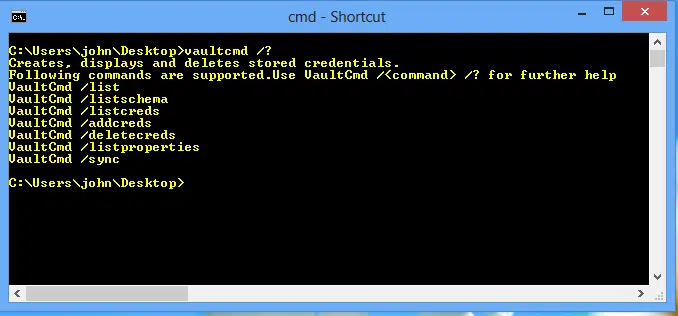 cmd - Shortcut
C:\Users\john\Desktop>vaultcmd /?
Creates, displays and deletes stored credentials.
Following commands are supported.Use VaultCmd /<command> /? for further help
VaultCmd /list
VaultCmd /listschema
VaultCmd /listcreds
VaultCmd /addcreds
VaultCmd /deletecreds
VaultCmd /listproperties
VaultCmd /sync
C:\Users\john\Desktop>